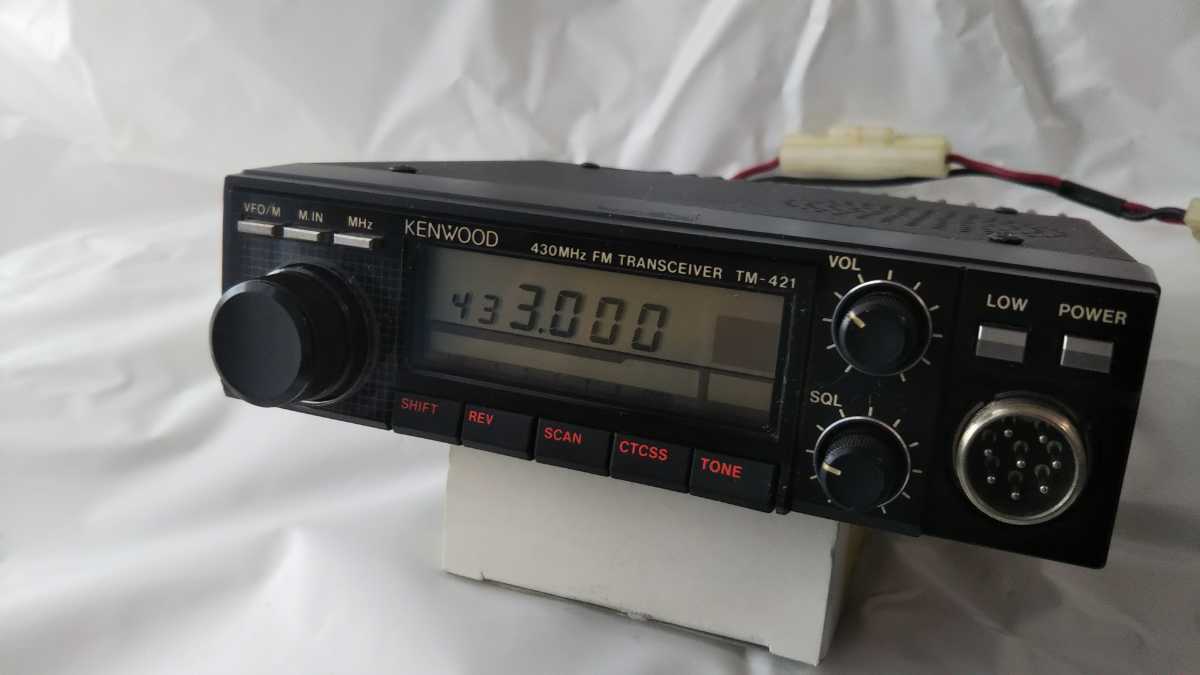 VFO/M M.IN MHz
KENWOOD 430MHz FM TRANSCEIVER TM-421
433.000
VOL
LOW POWER
SQL
SHIFT REV SCAN CTCSS TONE